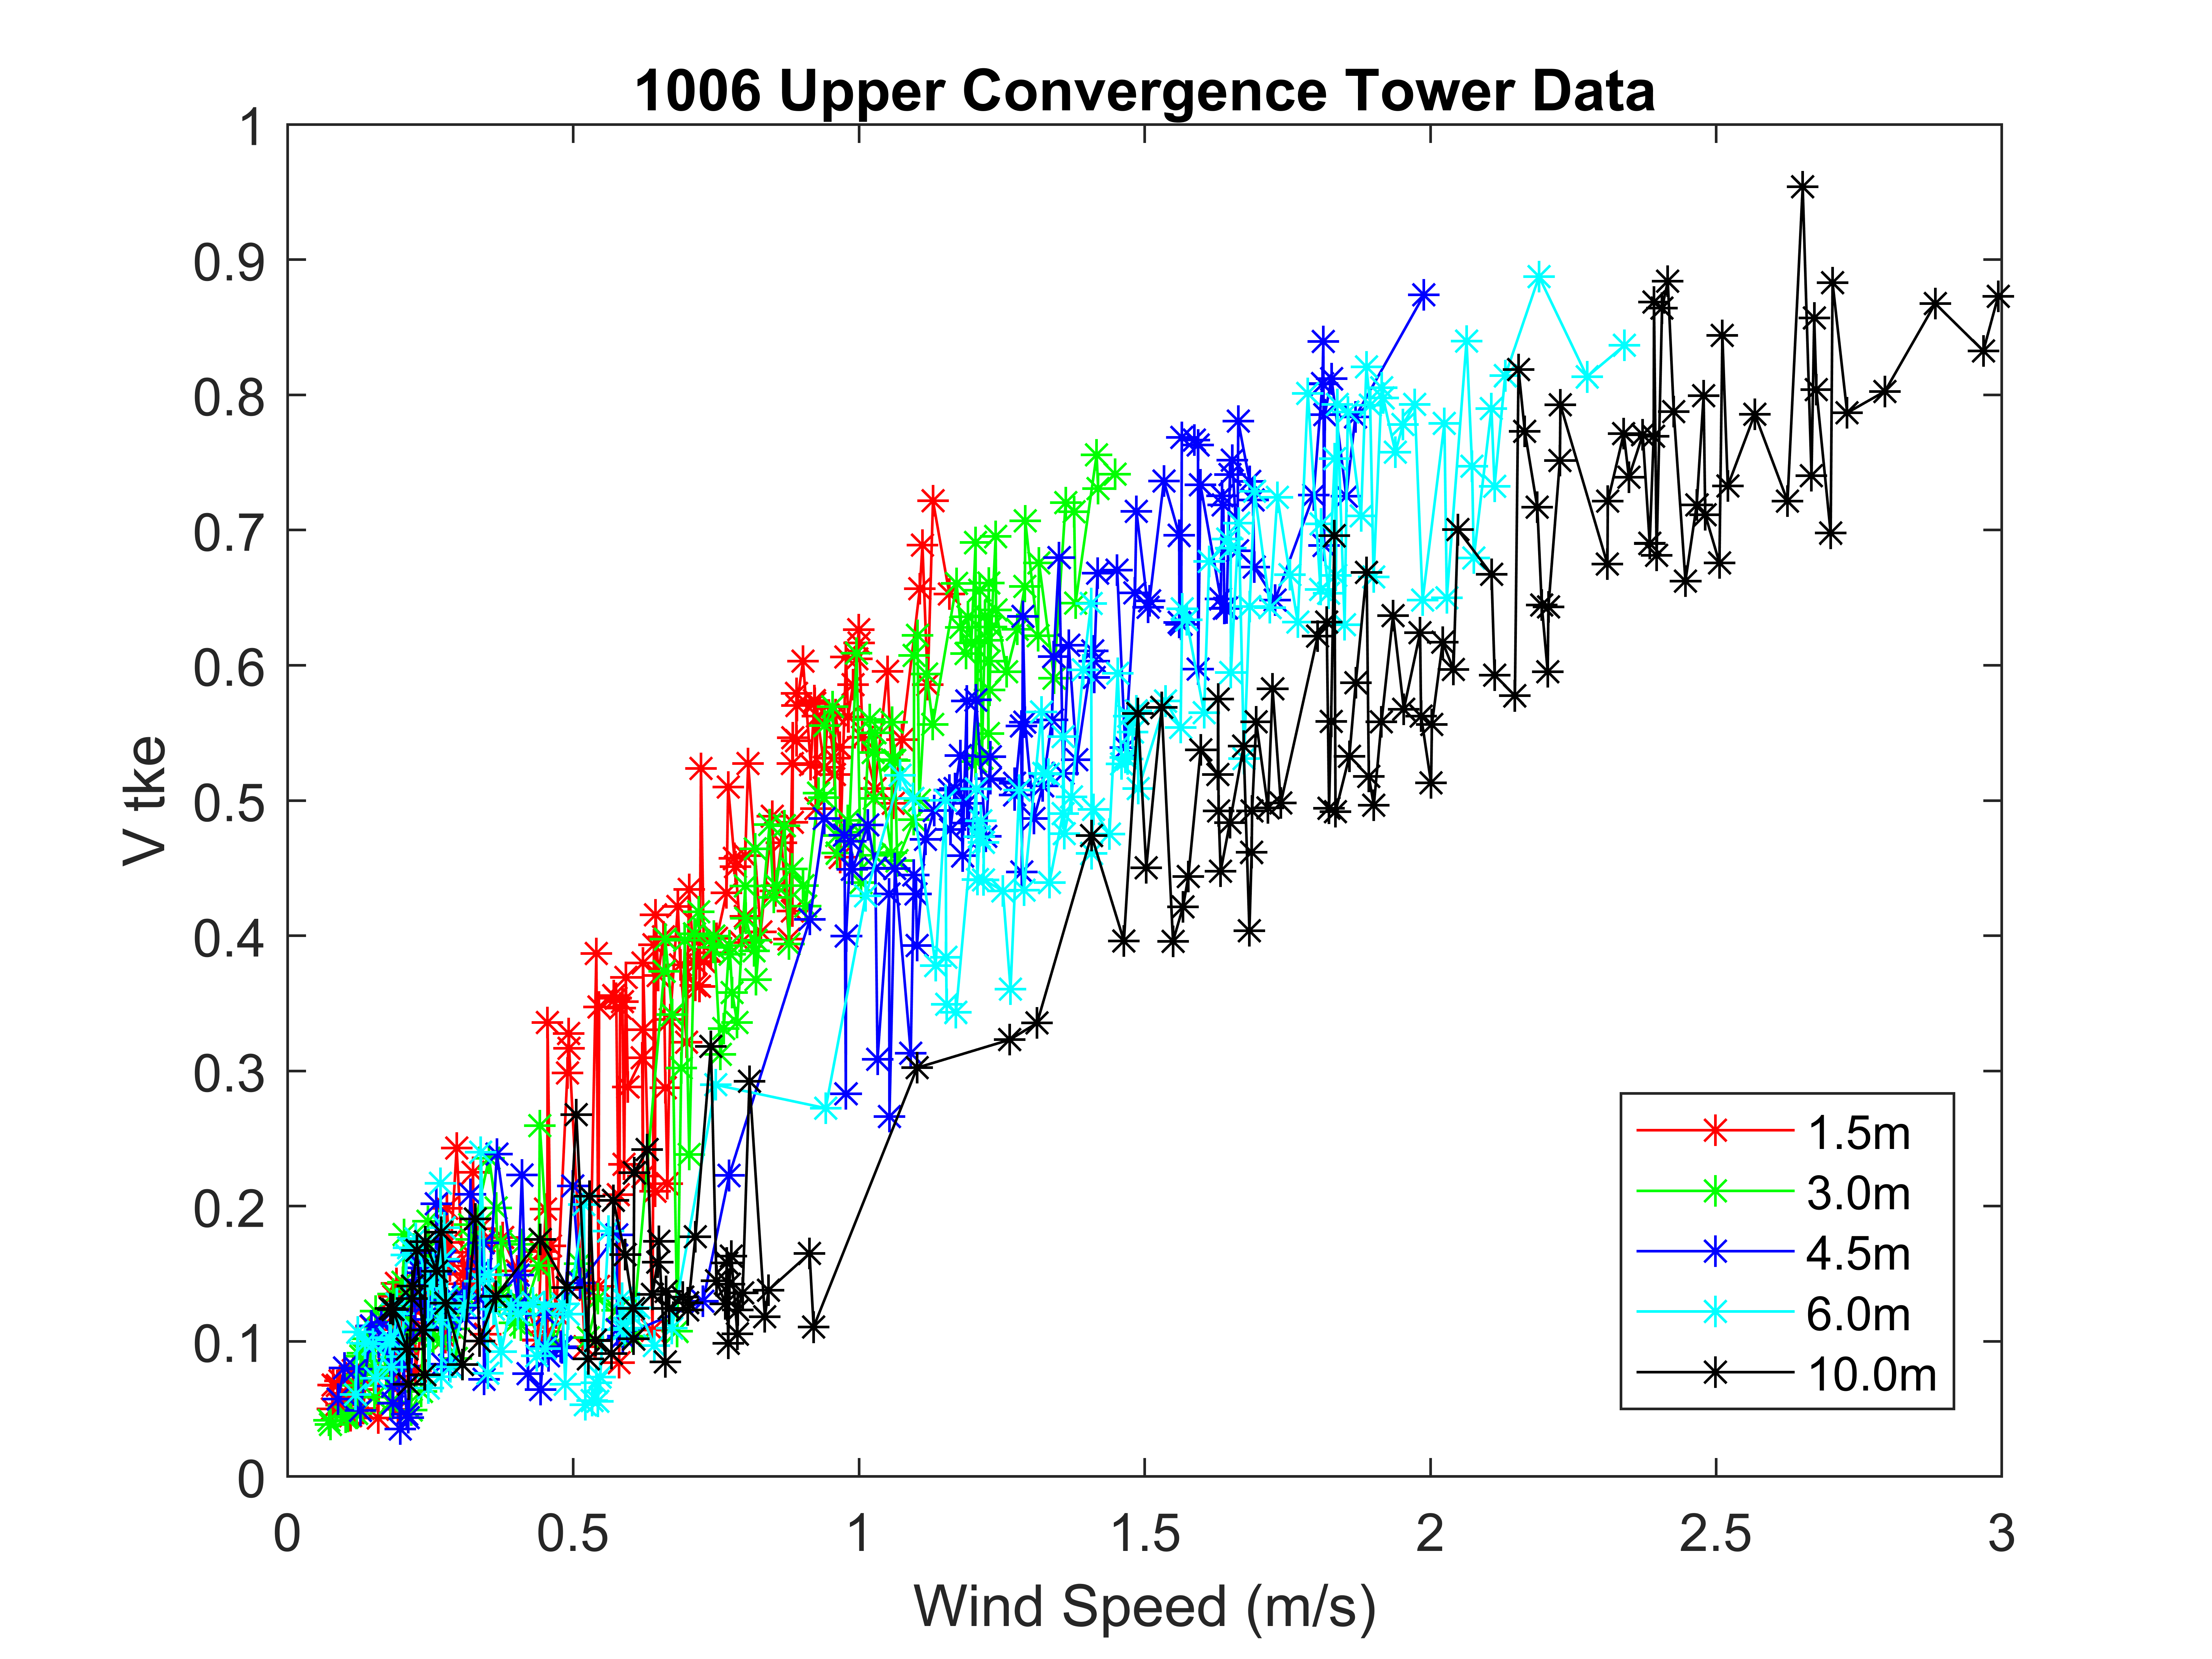 1006 Upper Convergence Tower Data
1
0.9
0.8
0.7
0.6
0.5
0.4
0.3
0.2
0.1
0
V tke
1.5m
3.0m
4.5m
6.0m
10.0m
0 0.5 1 1.5 2 2.5 3
Wind Speed (m/s)